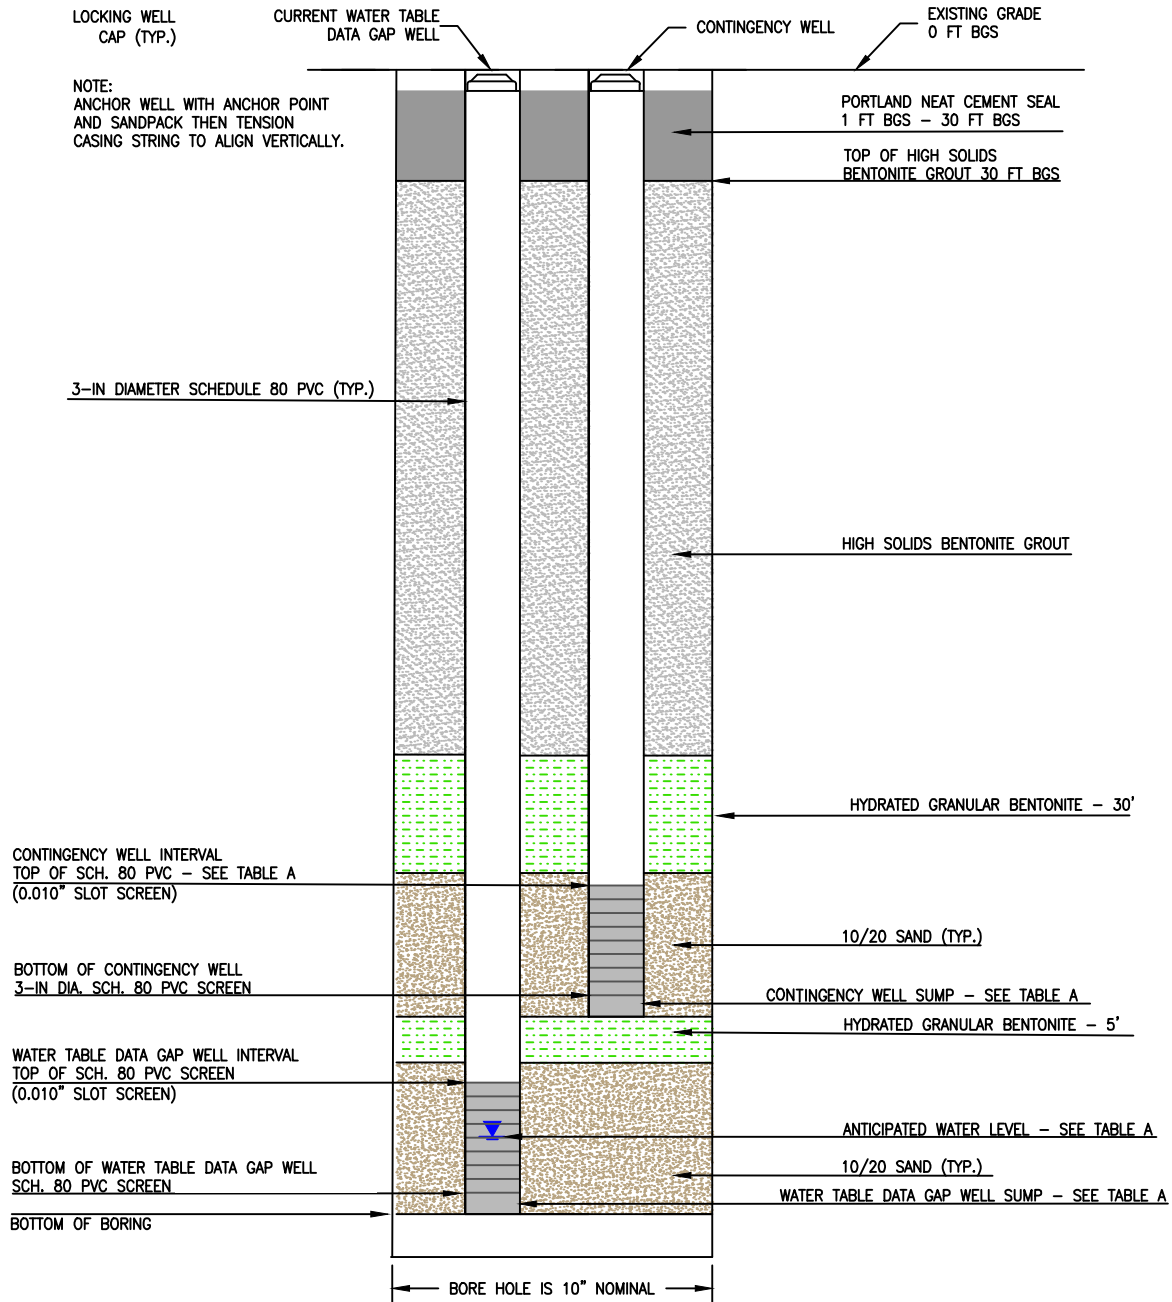 LOCKING WELL
CAP (TYP.)
CURRENT WATER TABLE
DATA GAP WELL
CONTINGENCY WELL
EXISTING GRADE
0 FT BGS
NOTE:
ANCHOR WELL WITH ANCHOR POINT
AND SANDPACK THEN TENSION
CASING STRING TO ALIGN VERTICALLY.
PORTLAND NEAT CEMENT SEAL
1 FT BGS – 30 FT BGS
TOP OF HIGH SOLIDS
BENTONITE GROUT 30 FT BGS
3–IN DIAMETER SCHEDULE 80 PVC (TYP.)
HIGH SOLIDS BENTONITE GROUT
HYDRATED GRANULAR BENTONITE – 30'
CONTINGENCY WELL INTERVAL
TOP OF SCH. 80 PVC – SEE TABLE A
(0.010" SLOT SCREEN)
10/20 SAND (TYP.)
BOTTOM OF CONTINGENCY WELL
3–IN DIA. SCH. 80 PVC SCREEN
CONTINGENCY WELL SUMP – SEE TABLE A
HYDRATED GRANULAR BENTONITE – 5'
WATER TABLE DATA GAP WELL INTERVAL
TOP OF SCH. 80 PVC SCREEN
(0.010" SLOT SCREEN)
ANTICIPATED WATER LEVEL – SEE TABLE A
10/20 SAND (TYP.)
BOTTOM OF WATER TABLE DATA GAP WELL
SCH. 80 PVC SCREEN
WATER TABLE DATA GAP WELL SUMP – SEE TABLE A
BOTTOM OF BORING
BORE HOLE IS 10" NOMINAL